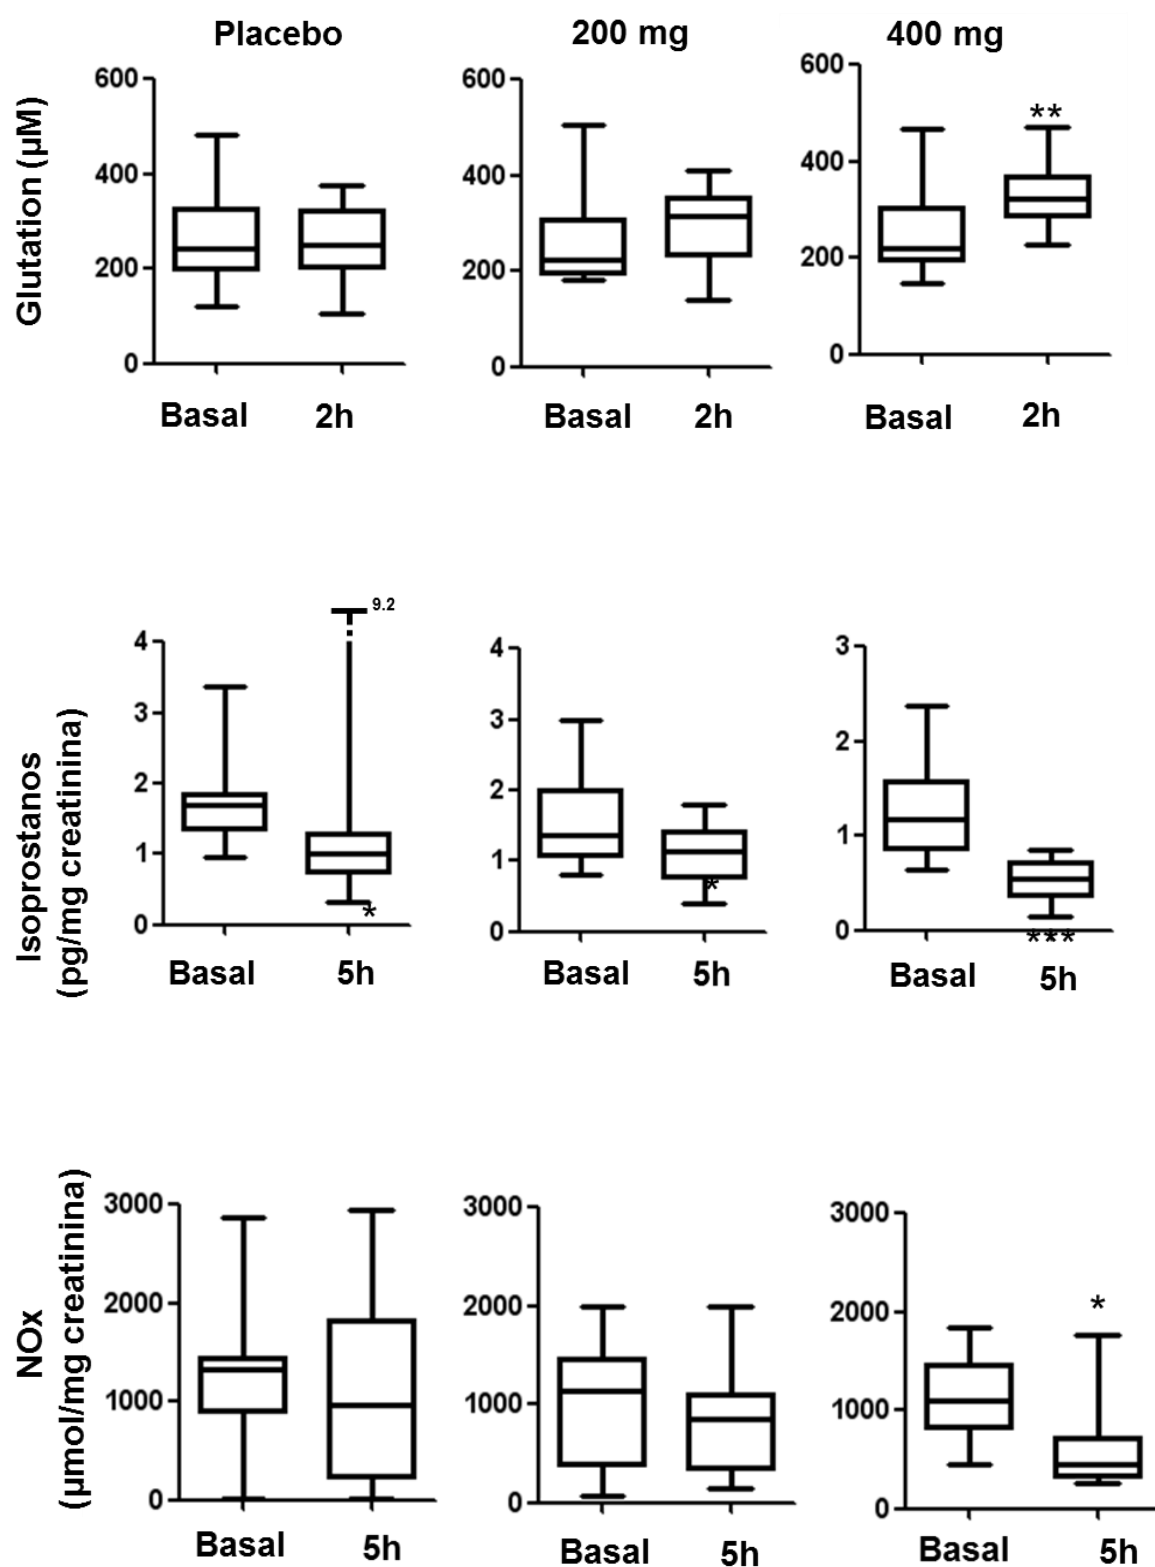 Placebo 200 mg 400 mg
Glutation (µM)
600
400
200
0
Basal 2h
600
400
200
0
Basal 2h
600
400
200
0
**
Basal 2h
Isoprostanos
(pg/mg creatinina)
4
3
2
1
0
9.2
*
Basal 5h
4
3
2
1
0
*
Basal 5h
3
2
1
0
***
Basal 5h
NOx
(µmol/mg creatinina)
3000
2000
1000
0
Basal 5h
3000
2000
1000
0
Basal 5h
3000
2000
1000
0
*
Basal 5h